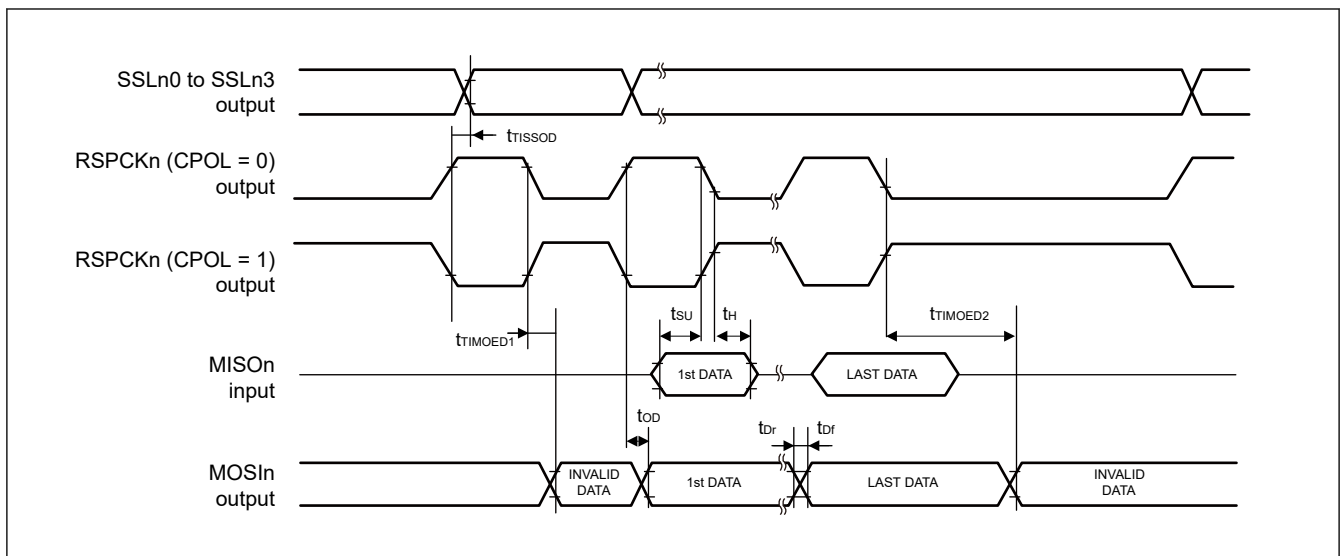 SSLn0 to SSLn3
output
tTISSOD
RSPCKn (CPOL = 0)
output
RSPCKn (CPOL = 1)
output
tSU
tH
tTIMOED2
tTIMOED1
MISOn
input
1st DATA
LAST DATA
tOD
tDr
tDf
MOSIn
output
INVALID
DATA
1st DATA
LAST DATA
INVALID
DATA